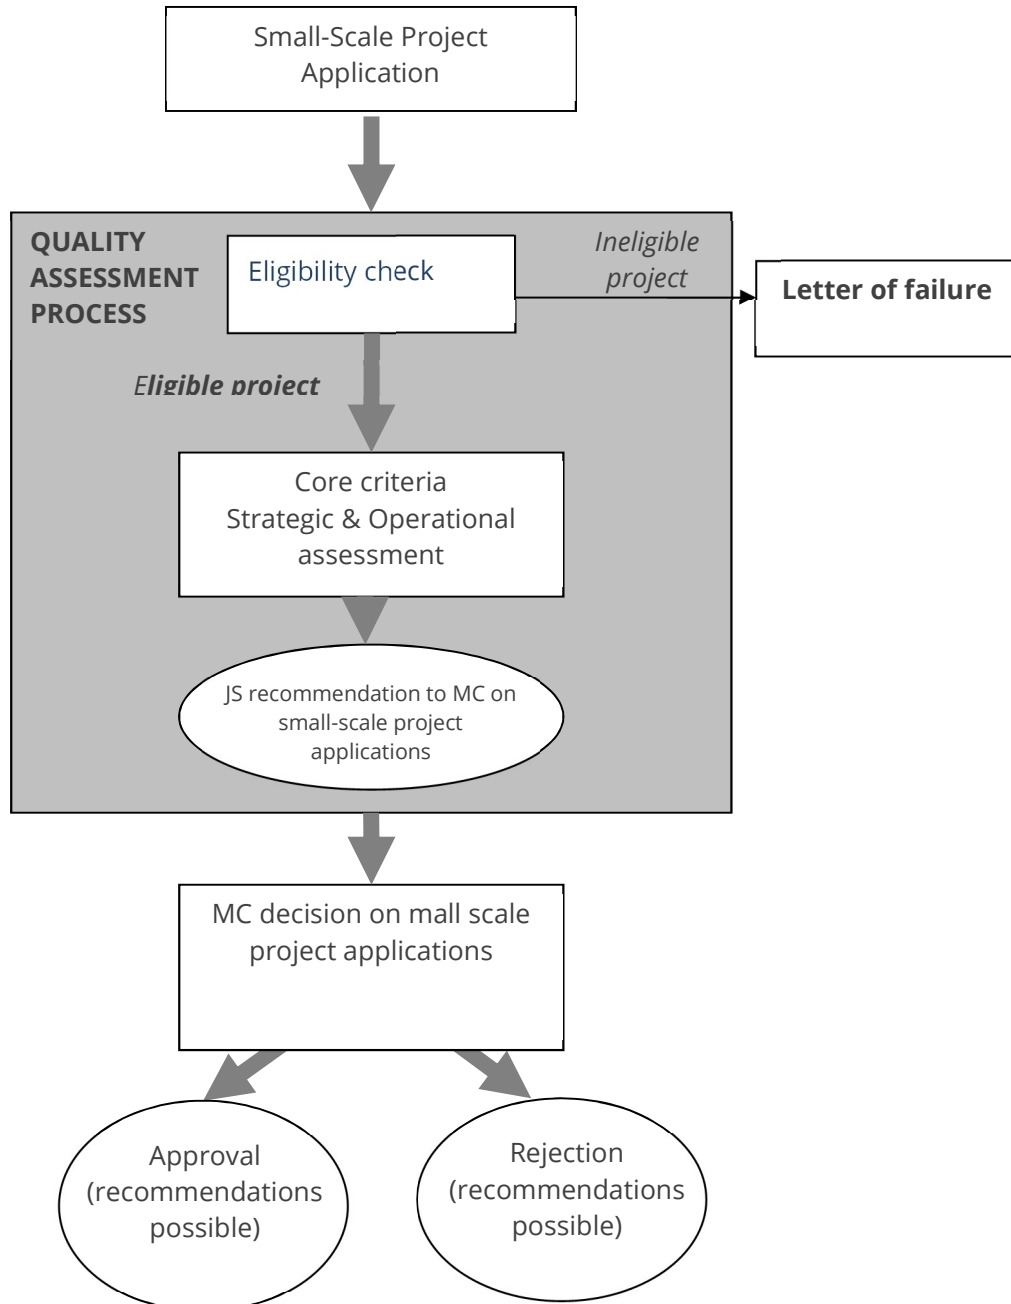 Small-Scale Project
Application
QUALITY
ASSESSMENT
PROCESS
Eligibility check
Ineligible
project
Letter of failure
Eligible project
Core criteria
Strategic & Operational
assessment
JS recommendation to MC on
small-scale project
applications
MC decision on mall scale
project applications
Approval
(recommendations
possible)
Rejection
(recommendations
possible)